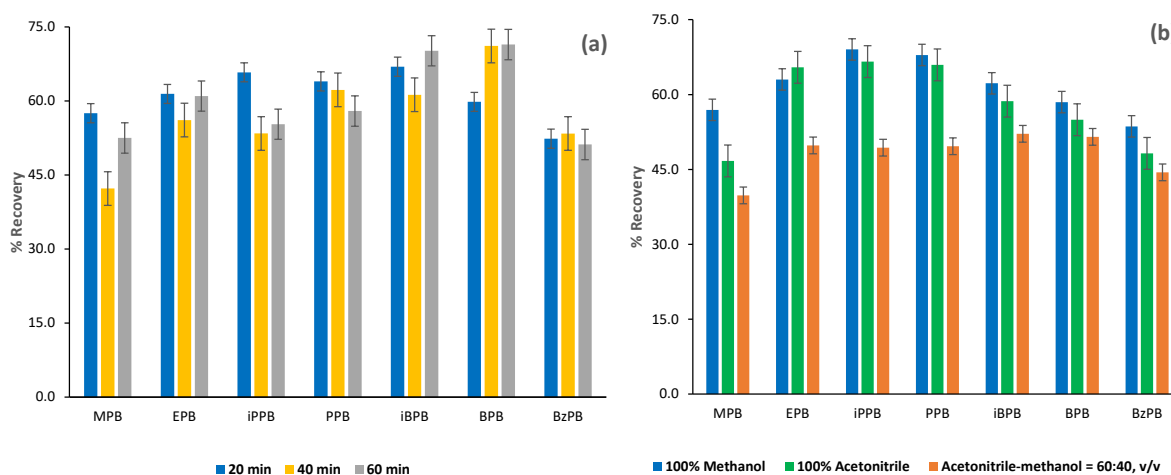 (a)
% Recovery
75.0
60.0
45.0
30.0
15.0
0.0
MPB EPB iPPB PPB iBPB BPB BzPB
20 min 40 min 60 min
(b)
% Recovery
75.0
60.0
45.0
30.0
15.0
0.0
MPB EPB iPPB PPB iBPB BPB BzPB
100% Methanol 100% Acetonitrile Acetonitrile-methanol = 60:40, v/v